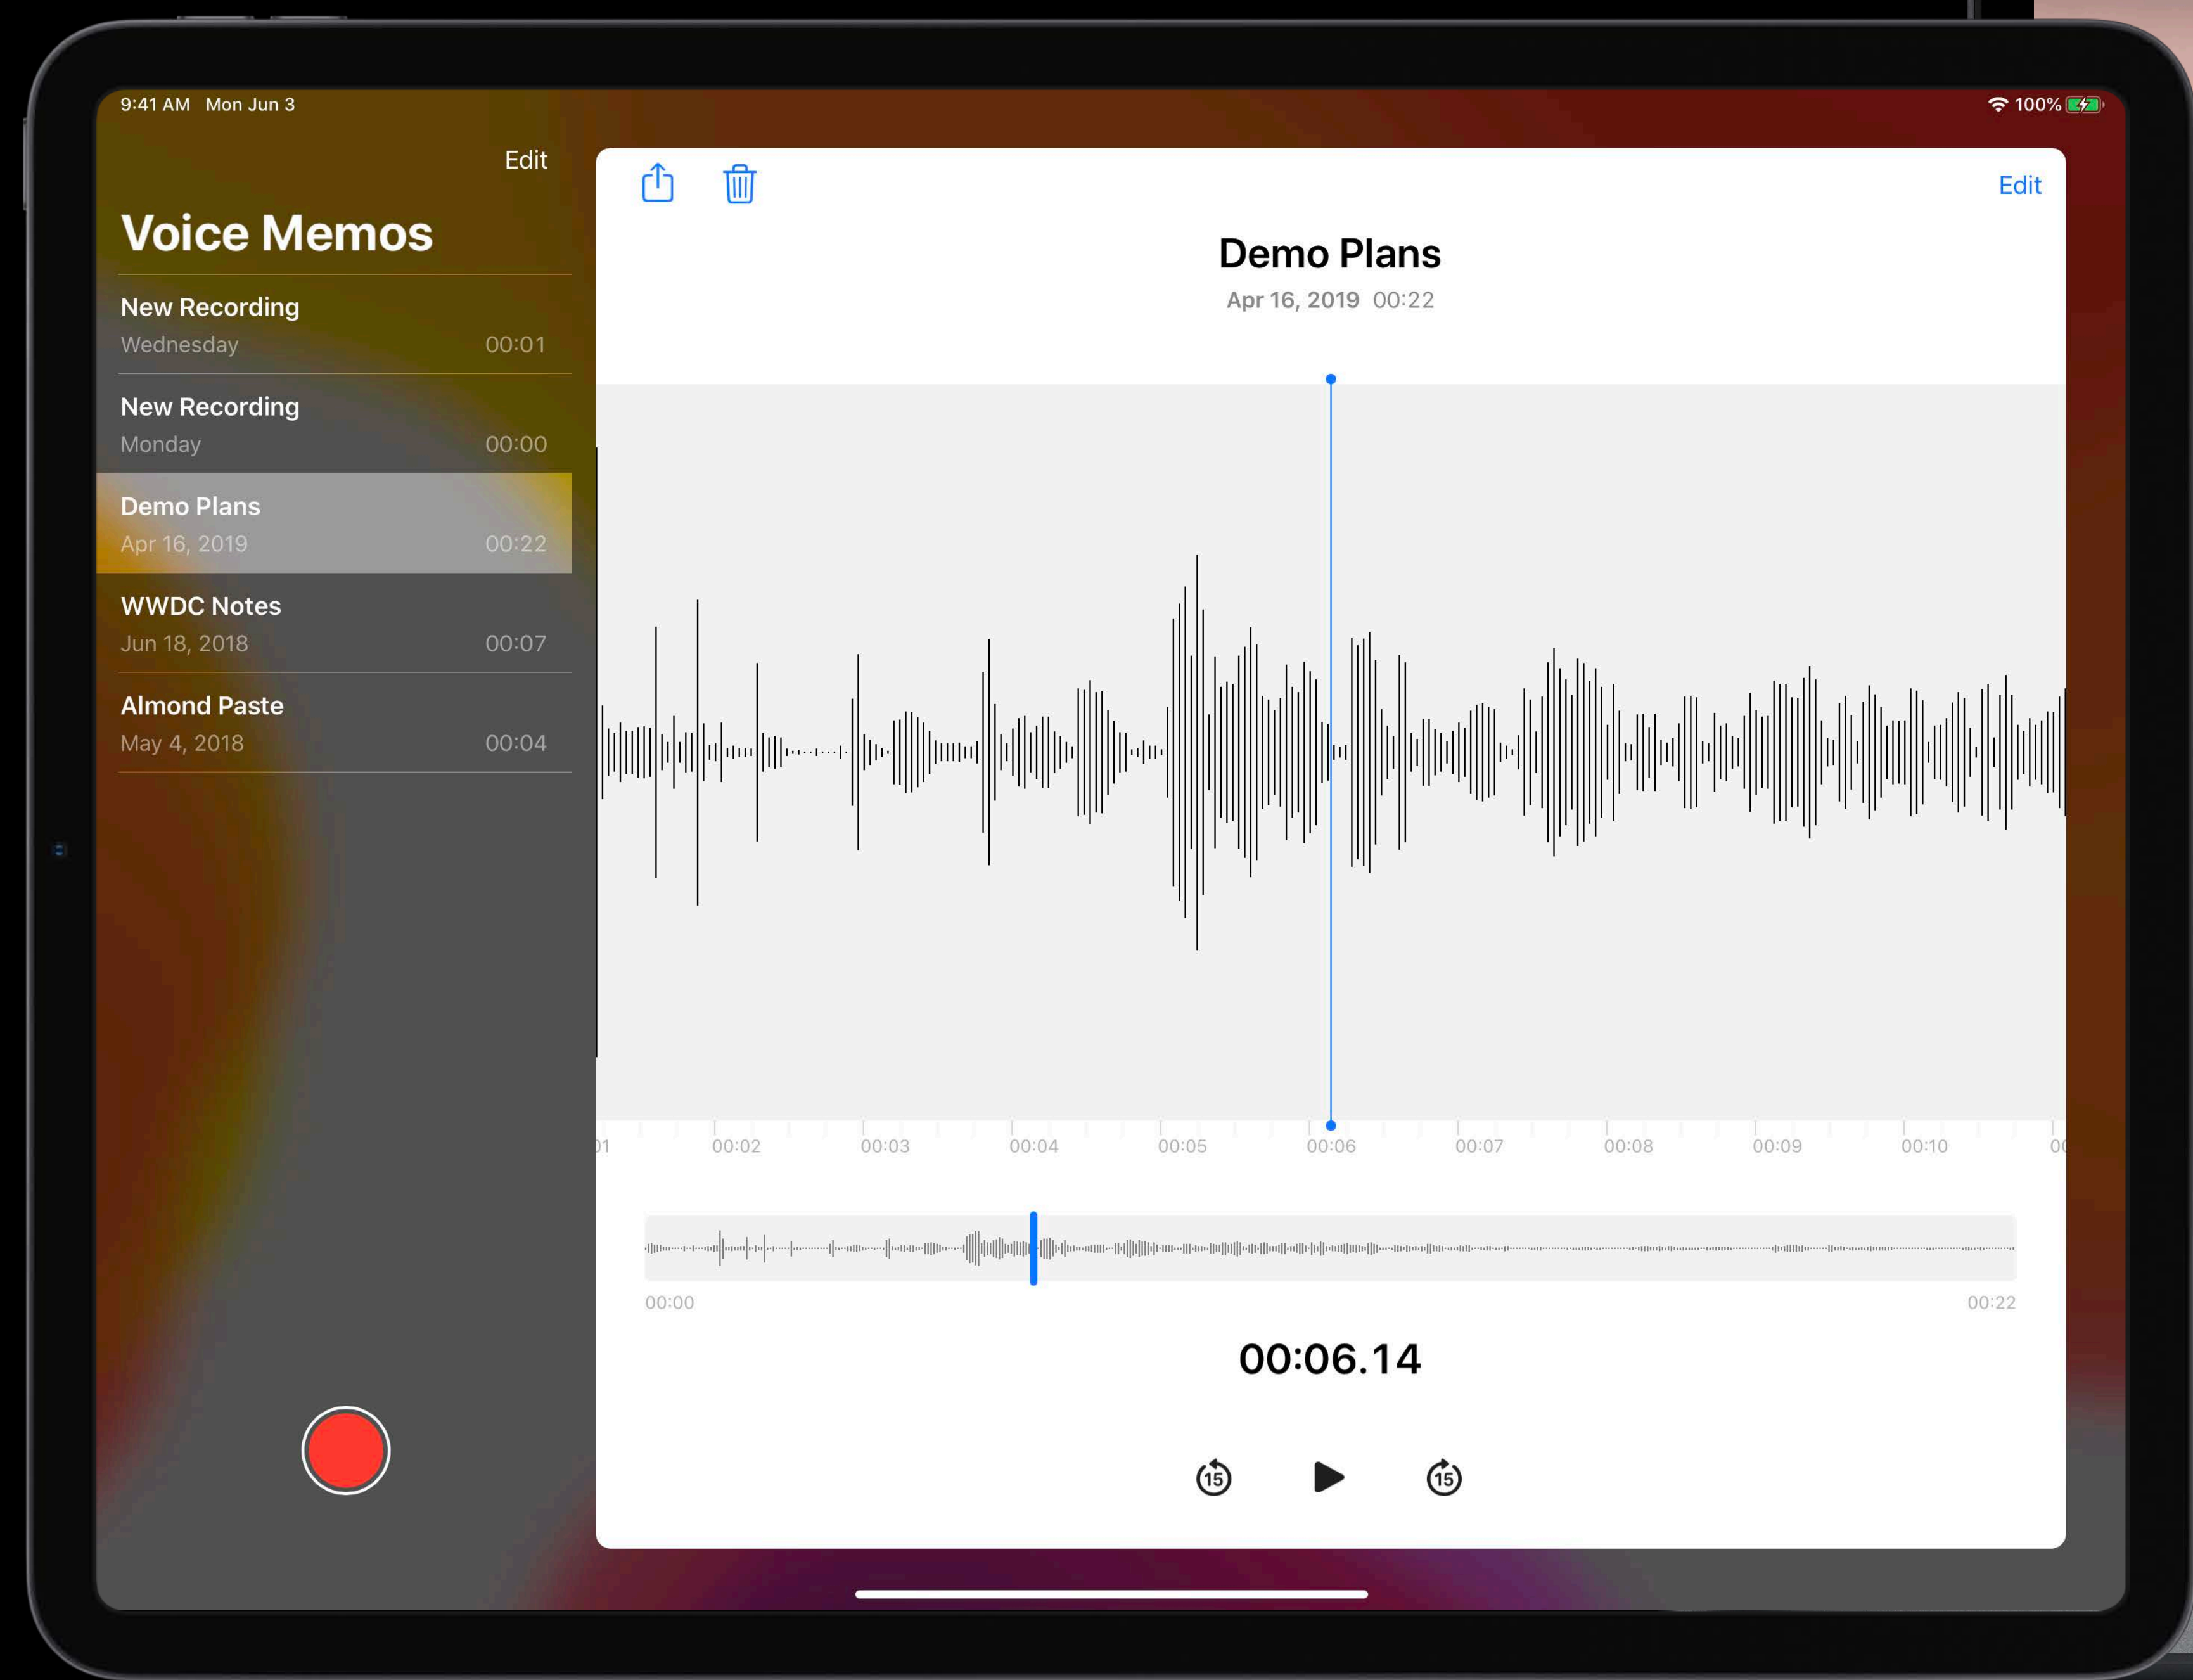 9:41 AM Mon Jun 3
100%
Edit
Voice Memos
New Recording
Wednesday 00:01
New Recording
Monday 00:00
Demo Plans
Apr 16, 2019 00:22
WWDC Notes
Jun 18, 2018 00:07
Almond Paste
May 4, 2018 00:04
Edit
Demo Plans
Apr 16, 2019 00:22
00:02 00:03 00:04 00:05 00:06 00:07 00:08 00:09 00:10
00:00 00:22
00:06.14
15 15